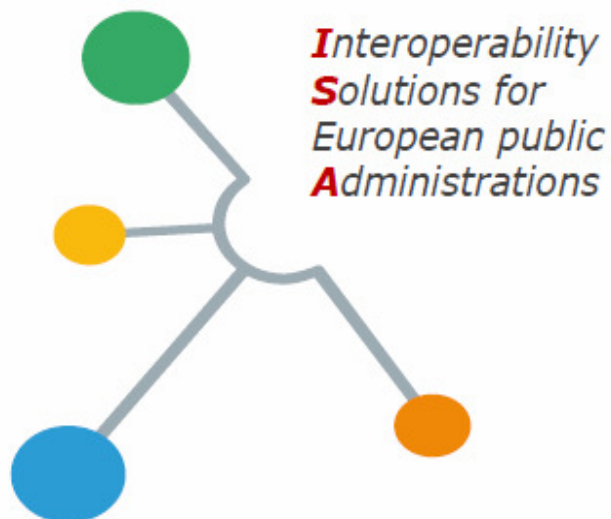 Interoperability
Solutions for
European public
Administrations